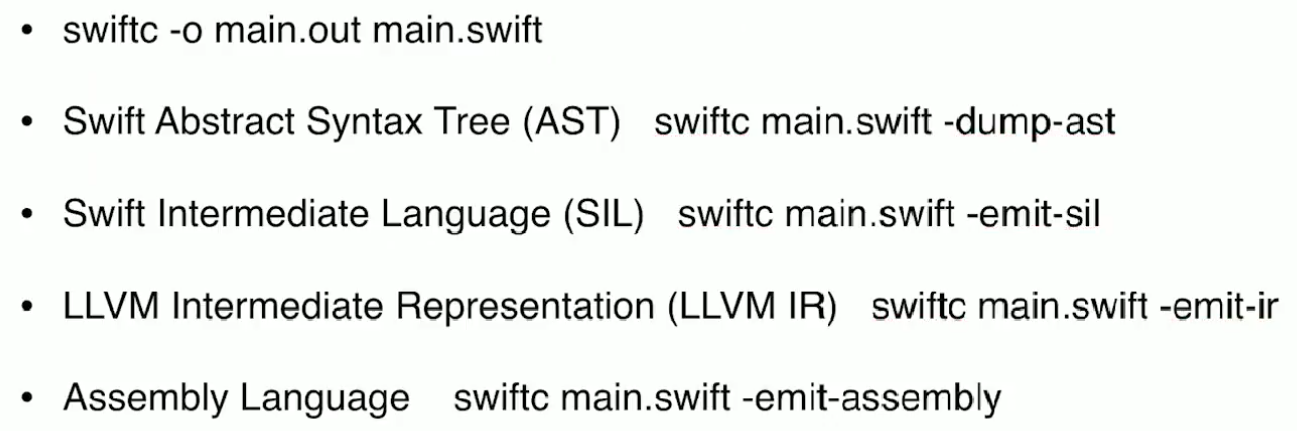 • swiftc -o main.out main.swift
• Swift Abstract Syntax Tree (AST) swiftc main.swift -dump-ast
• Swift Intermediate Language (SIL) swiftc main.swift -emit-sil
• LLVM Intermediate Representation (LLVM IR) swiftc main.swift -emit-ir
• Assembly Language swiftc main.swift -emit-assembly